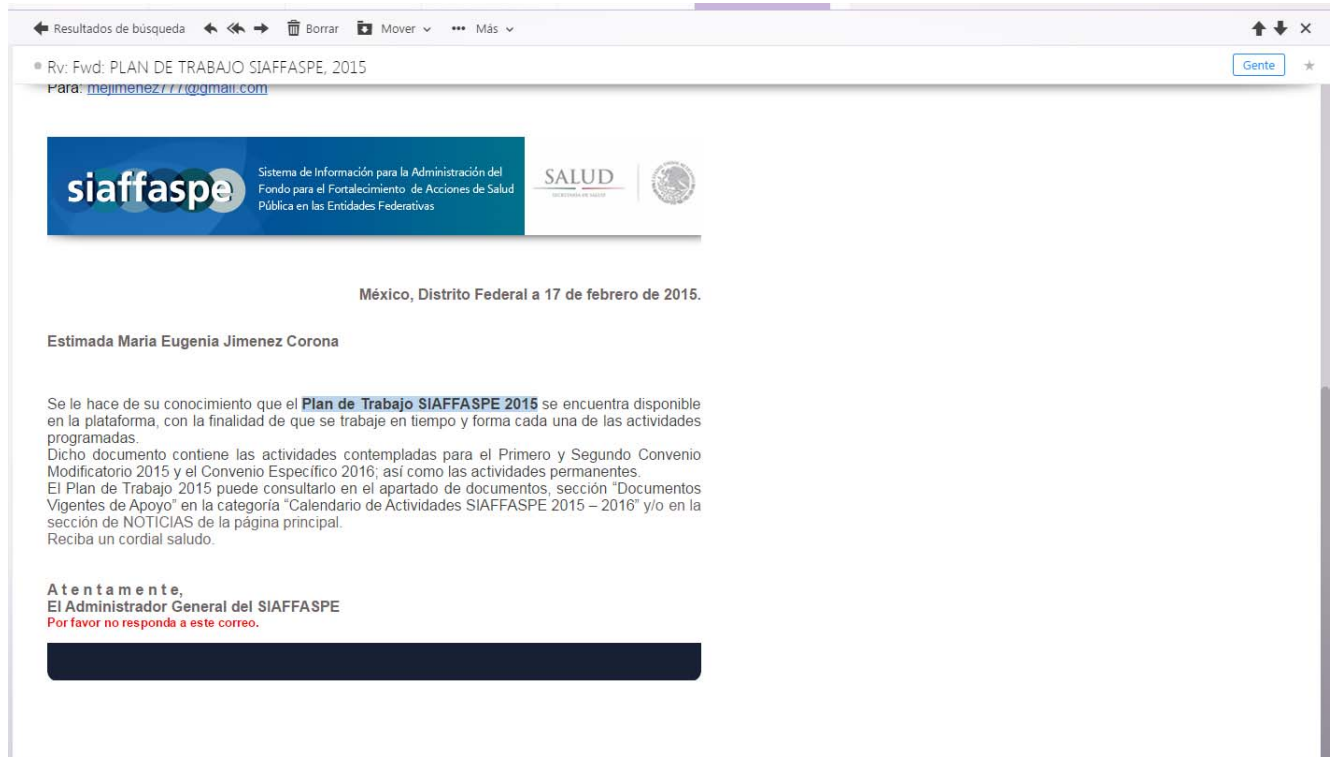 Resultados de búsqueda Borrar Mover Más
Rv: Fwd: PLAN DE TRABAJO SIAFFASPE, 2015 Gente
Para: mejimenez777@gmail.com
siaffaspe
Sistema de Información para la Administración del
Fondo para el Fortalecimiento de Acciones de Salud
Pública en las Entidades Federativas
SALUD
SECRETARÍA DE SALUD
México, Distrito Federal a 17 de febrero de 2015.
Estimada Maria Eugenia Jimenez Corona
Se le hace de su conocimiento que el Plan de Trabajo SIAFFASPE 2015 se encuentra disponible
en la plataforma, con la finalidad de que se trabaje en tiempo y forma cada una de las actividades
programadas.
Dicho documento contiene las actividades contempladas para el Primero y Segundo Convenio
Modificatorio 2015 y el Convenio Específico 2016; así como las actividades permanentes.
El Plan de Trabajo 2015 puede consultarlo en el apartado de documentos, sección “Documentos
Vigentes de Apoyo” en la categoría “Calendario de Actividades SIAFFASPE 2015 – 2016” y/o en la
sección de NOTICIAS de la página principal.
Reciba un cordial saludo.
A t e n t a m e n t e,
El Administrador General del SIAFFASPE
Por favor no responda a este correo.